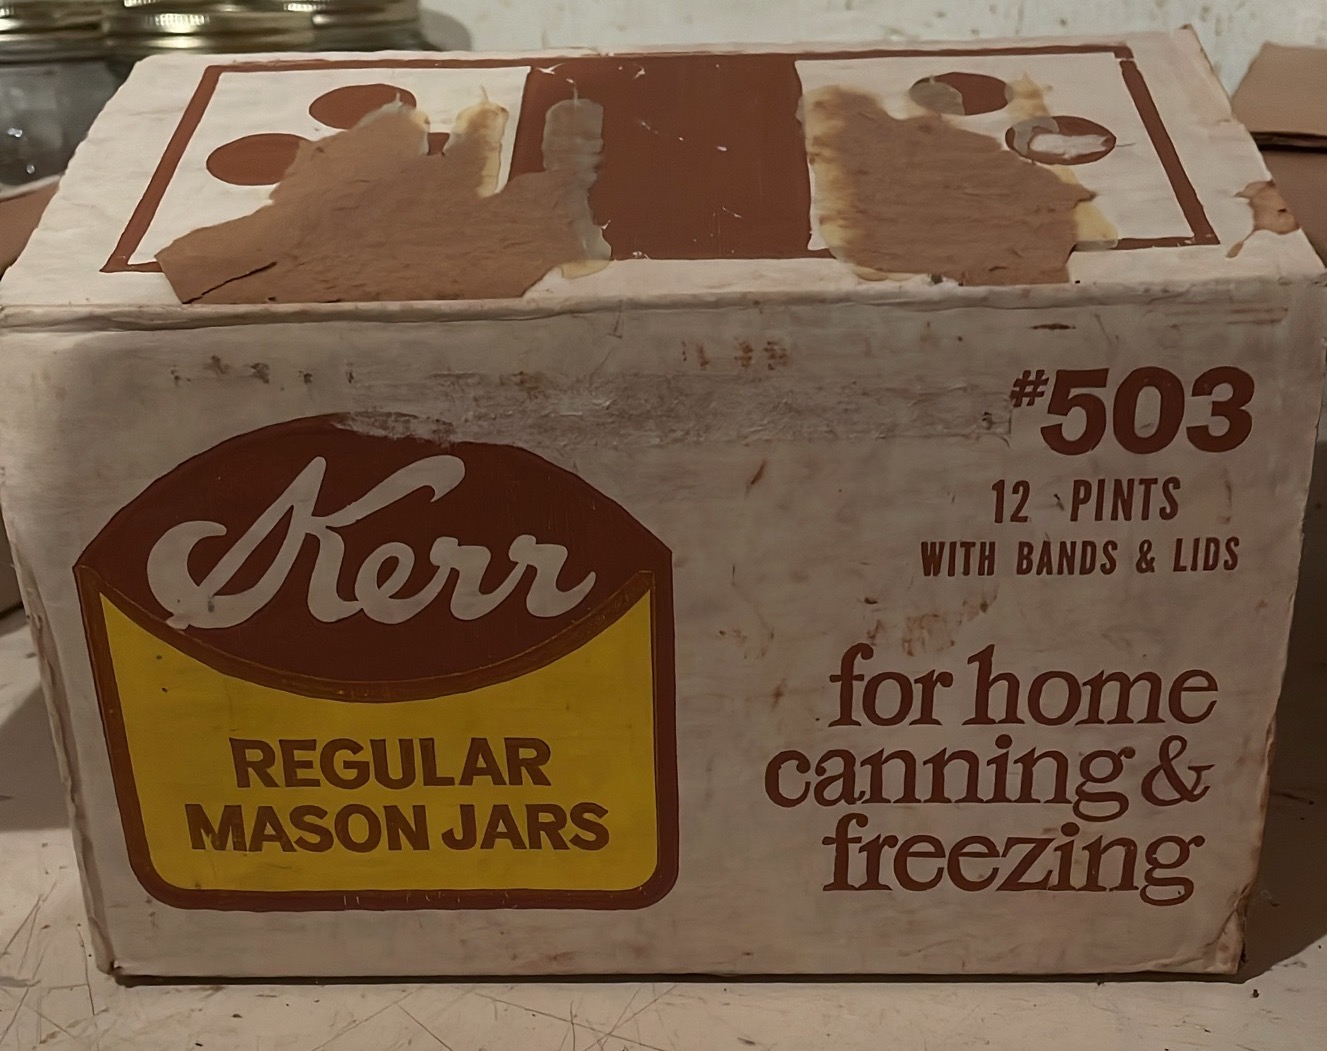 Kerr
REGULAR
MASON JARS
#503
12 PINTS
WITH BANDS & LIDS
for home
canning &
freezing